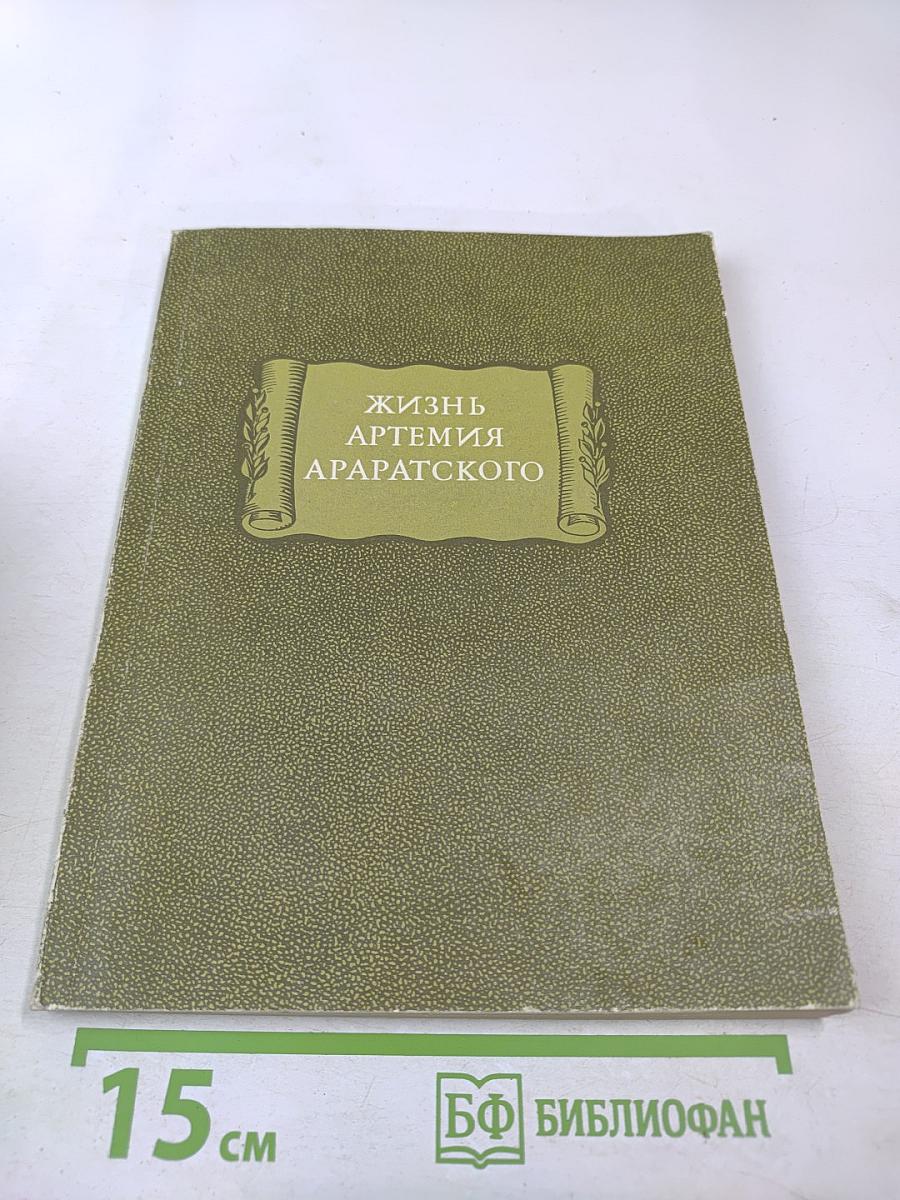 ЖИЗНЬ
АРТЕМИЯ
АРАРАТСКОГО
15 см
БФ БИБЛИОФАН